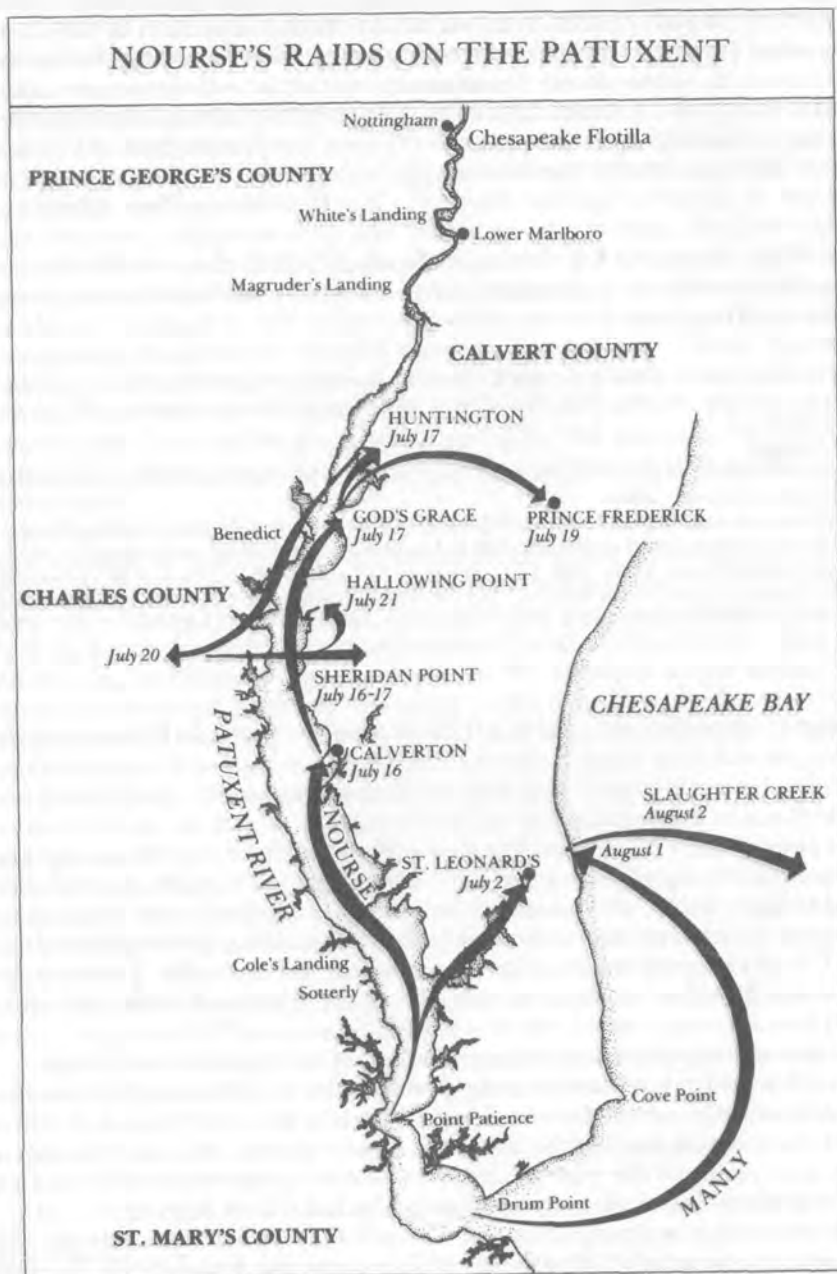 NOURSE'S RAIDS ON THE PATUXENT
Nottingham
Chesapeake Flotilla
PRINCE GEORGE'S COUNTY
White's Landing
Lower Marlboro
Magruder's Landing
CALVERT COUNTY
HUNTINGTON
July 17
GOD'S GRACE
July 17
PRINCE FREDERICK
July 19
Benedict
HALLOWING POINT
July 21
CHARLES COUNTY
July 20
SHERIDAN POINT
July 16-17
CHESAPEAKE BAY
PATUXENT RIVER
CALVERTON
July 16
NOURSE
SLAUGHTER CREEK
August 2
August 1
ST. LEONARD'S
July 2
Cole's Landing
Sotterly
Cove Point
Point Patience
MANLY
Drum Point
ST. MARY'S COUNTY